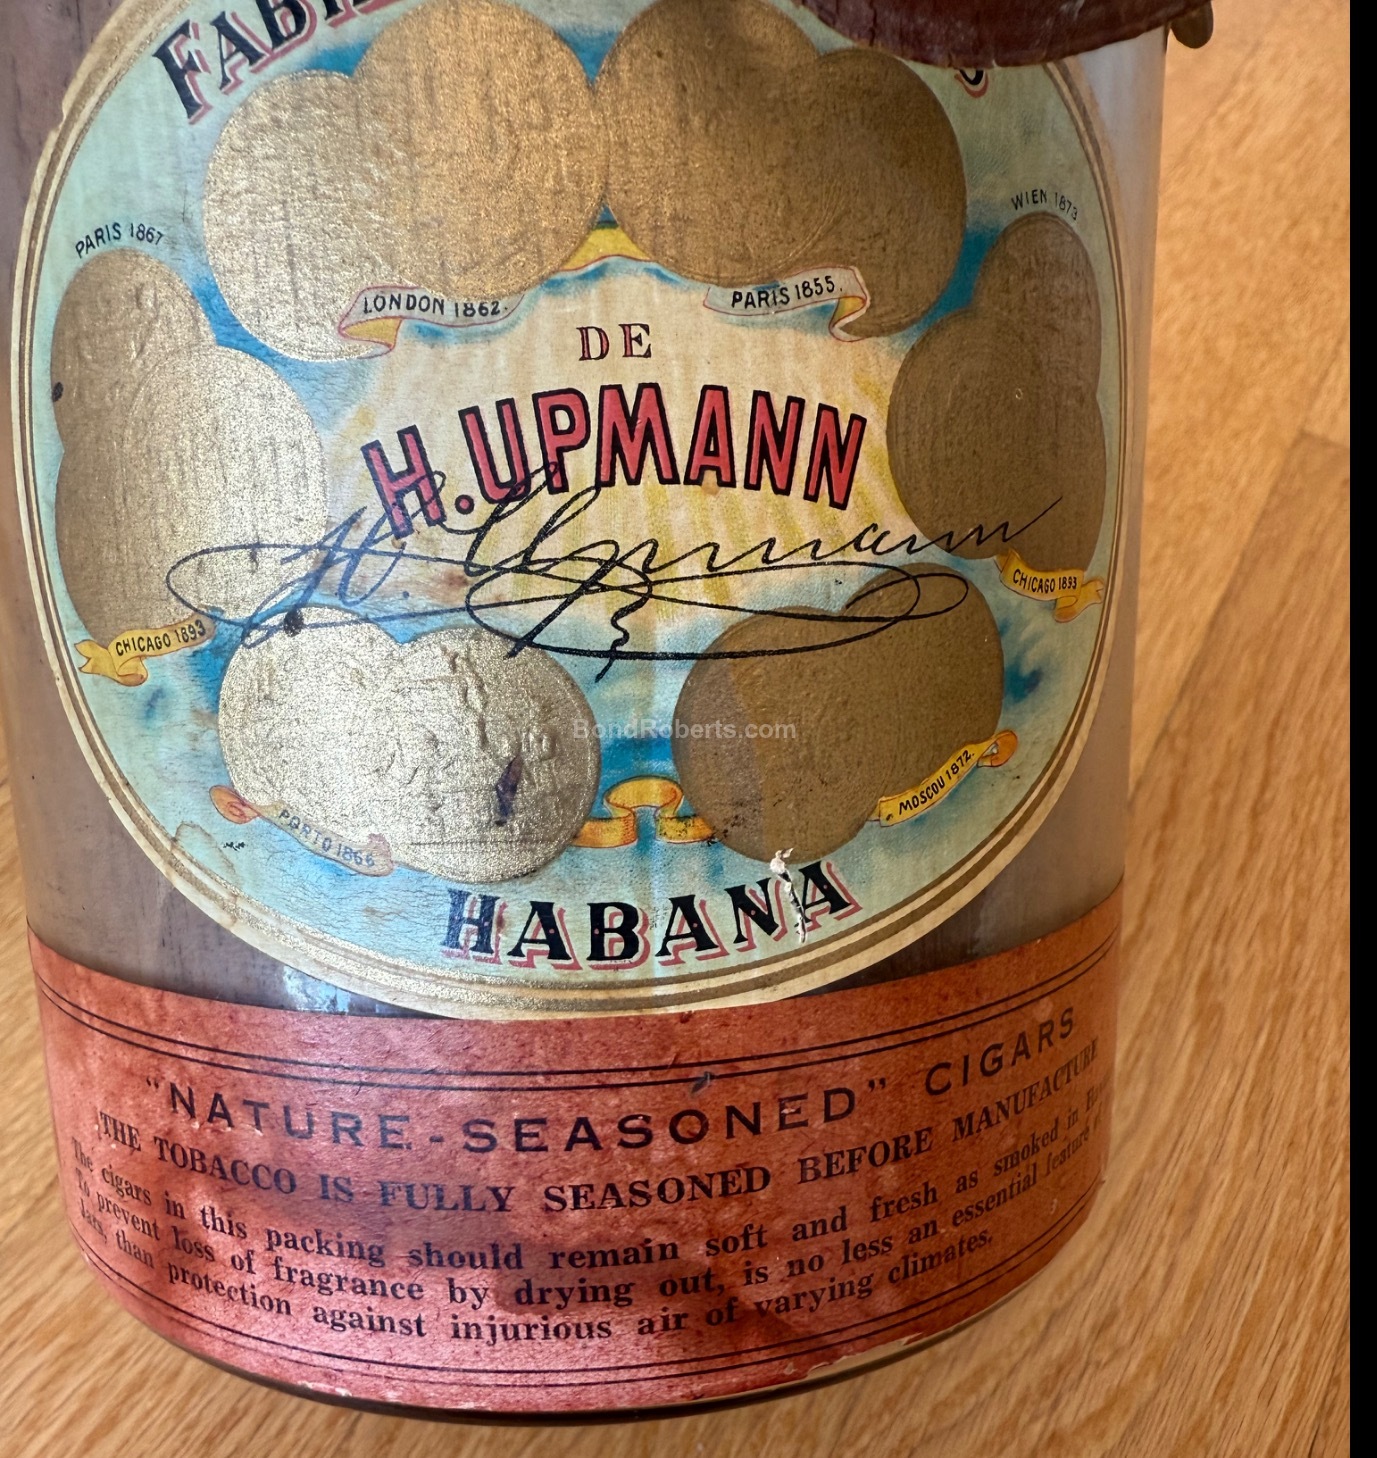 PARIS 1867
WIEN 1873
LONDON 1862.
PARIS 1855.
DE
H. UPMANN
H. Upmann
CHICAGO 1893
CHICAGO 1893
BondRoberts.com
PORTO 1866
MOSCOU 1872.
HABANA
"NATURE-SEASONED" CIGARS
THE TOBACCO IS FULLY SEASONED BEFORE MANUFACTURE
The cigars in this packing should remain soft and fresh as smoked in
To prevent loss of fragrance by drying out, is no less an essential feature of
Jars, than protection against injurious air of varying climates.